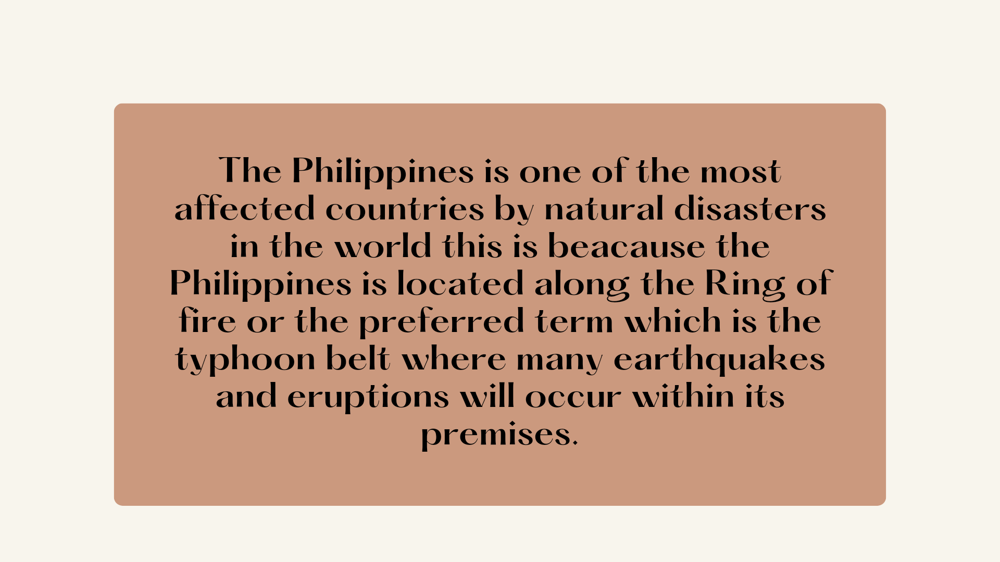 The Philippines is one of the most
affected countries by natural disasters
in the world this is beacause the
Philippines is located along the Ring of
fire or the preferred term which is the
typhoon belt where many earthquakes
and eruptions will occur within its
premises.